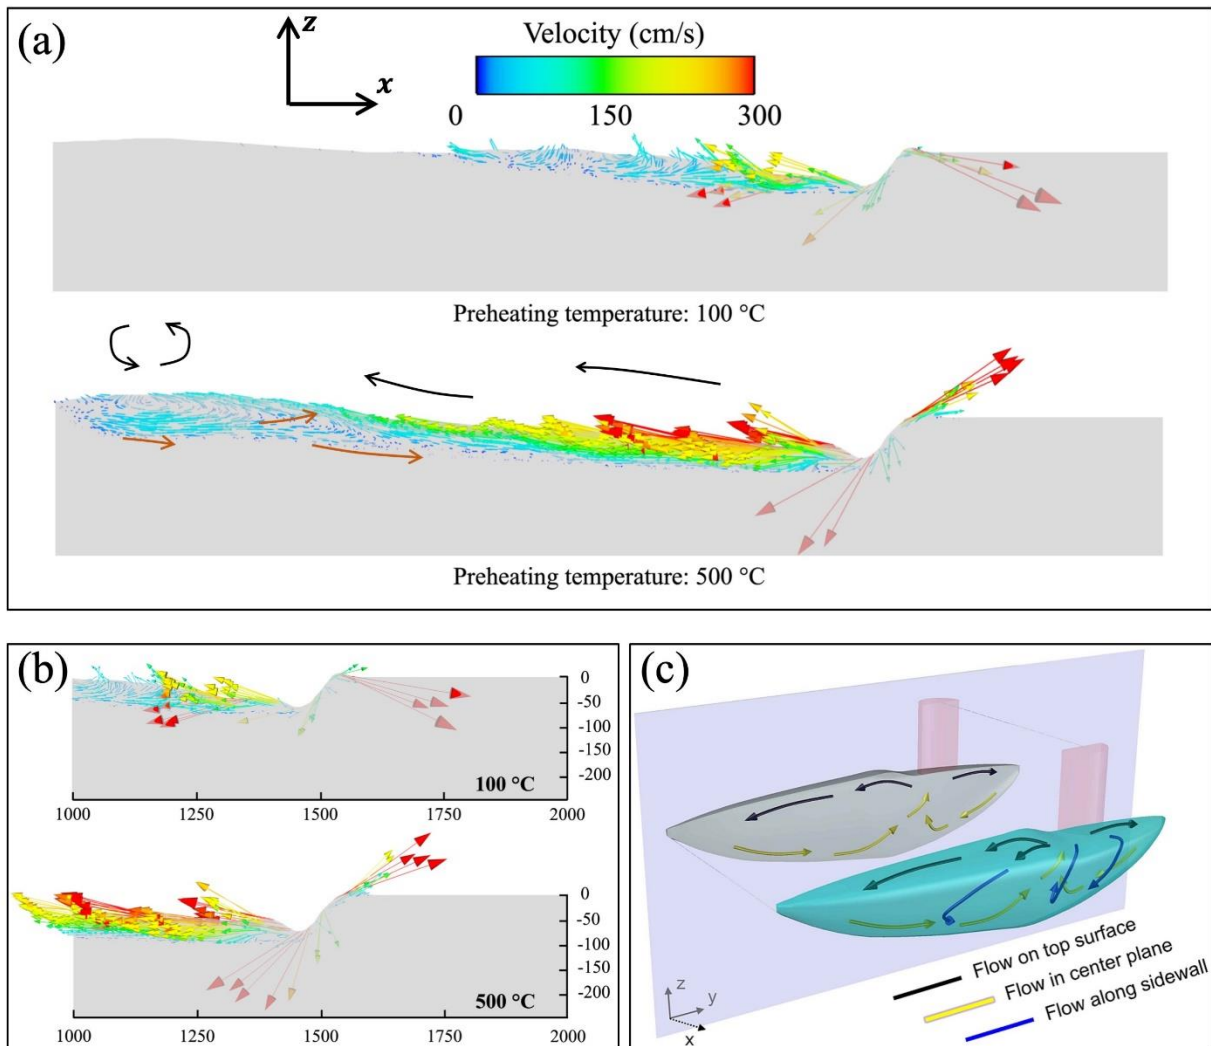 (a)
z
x
Velocity (cm/s)
0 150 300
Preheating temperature: 100 °C
Preheating temperature: 500 °C
(b)
0
-50
-100
-150
-200
100 °C
1000 1250 1500 1750 2000
0
-50
-100
-150
-200
500 °C
1000 1250 1500 1750 2000
(c)
Flow on top surface
Flow in center plane
Flow along sidewall
z
y
x